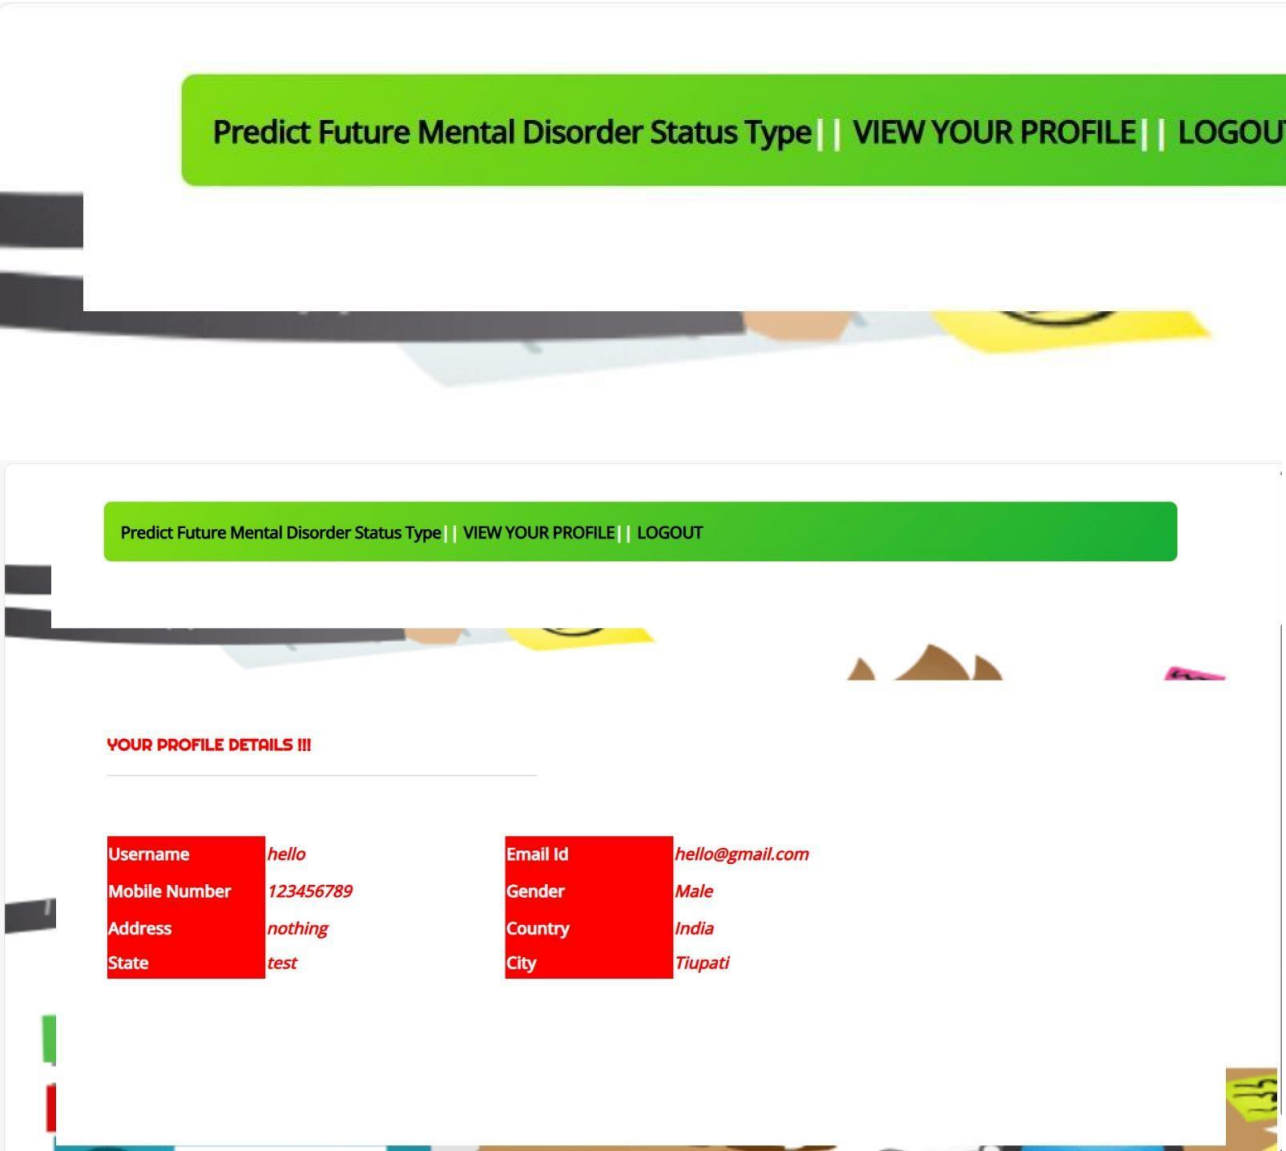 Predict Future Mental Disorder Status Type|| VIEW YOUR PROFILE|| LOGOUT
Predict Future Mental Disorder Status Type|| VIEW YOUR PROFILE|| LOGOUT
YOUR PROFILE DETAILS !!!
Username hello Email Id hello@gmail.com
Mobile Number 123456789 Gender Male
Address nothing Country India
State test City Tiupati